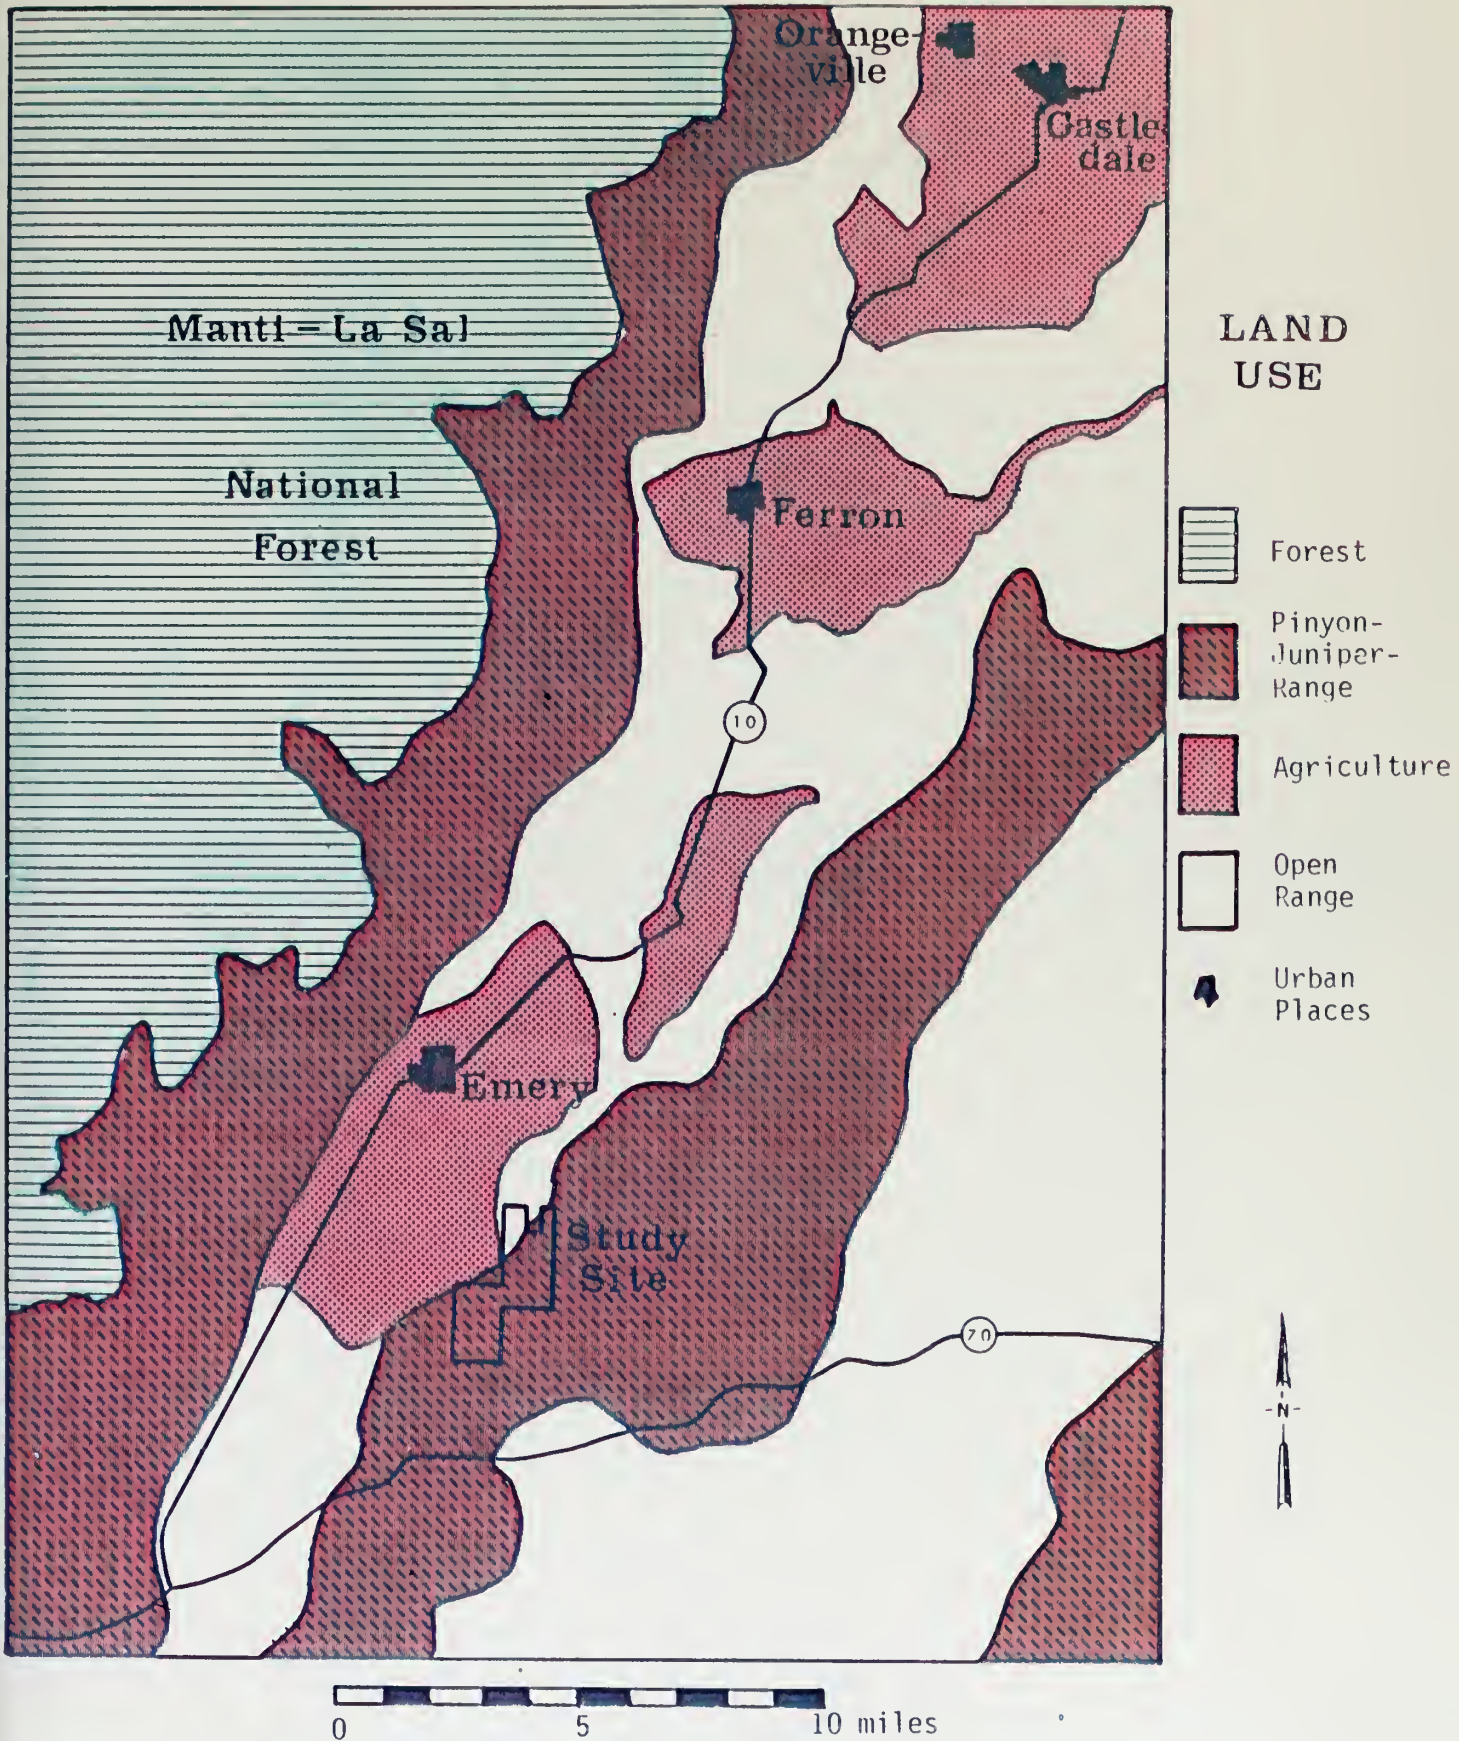 Orange-
ville
Castle-
dale
Manti-La Sal
National
Forest
Ferron
10
Emery
Study
Site
70
LAND
USE
Forest
Pinyon-
Juniper-
Range
Agriculture
Open
Range
Urban
Places
-N-
0 5 10 miles